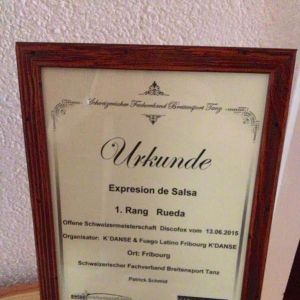 Schweizerischer Fachverband Breitensport Tanz
Urkunde
Expresion de Salsa
1. Rang Rueda
Offene Schweizermeisterschaft Discofox vom 13.06.2015
Organisator: K'DANSE & Fuego Latino Fribourg K'DANSE
Ort: Fribourg
Schweizerischer Fachverband Breitensport Tanz
Patrick Schmid